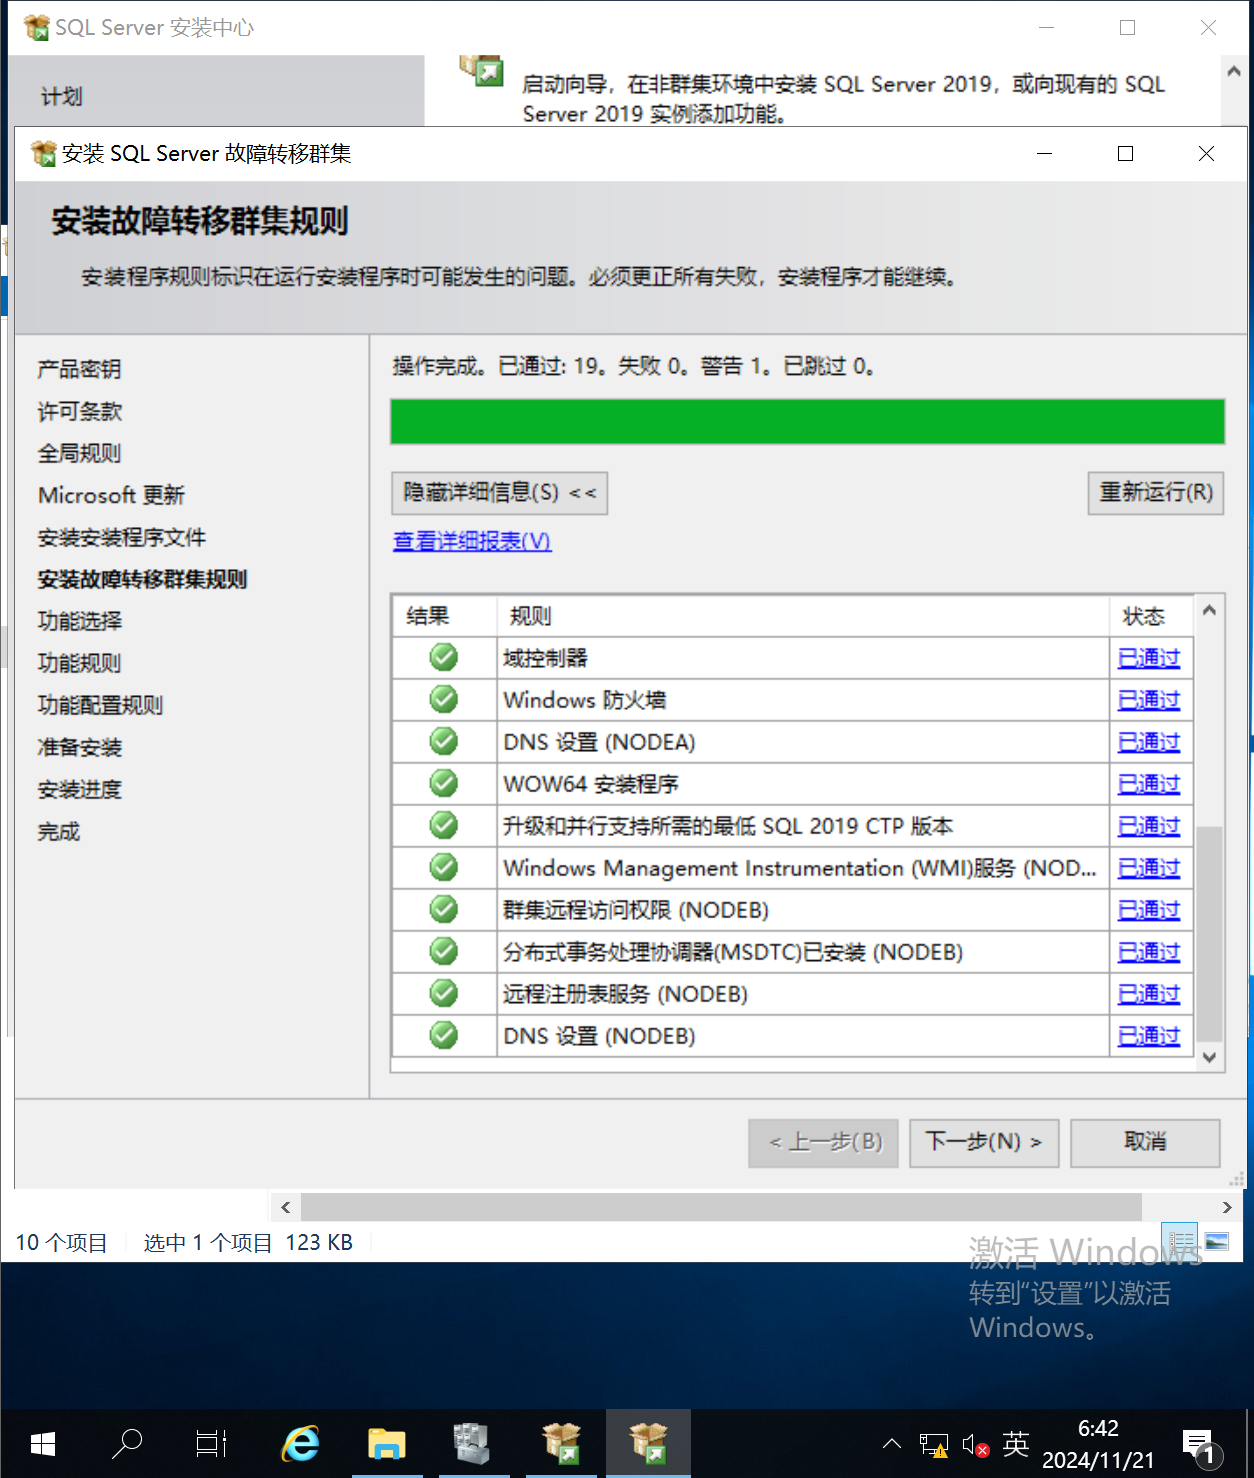 SQL Server 安装中心
计划
启动向导，在非群集环境中安装 SQL Server 2019，或向现有的 SQL
Server 2019 实例添加功能。
安装 SQL Server 故障转移群集
安装故障转移群集规则
安装程序规则标识在运行安装程序时可能发生的问题。必须更正所有失败，安装程序才能继续。
产品密钥
许可条款
全局规则
Microsoft 更新
安装安装程序文件
安装故障转移群集规则
功能选择
功能规则
功能配置规则
准备安装
安装进度
完成
操作完成。已通过: 19。失败 0。警告 1。已跳过 0。
隐藏详细信息(S) <<
重新运行(R)
查看详细报表(V)
结果 规则 状态
域控制器 已通过
Windows 防火墙 已通过
DNS 设置 (NODEA) 已通过
WOW64 安装程序 已通过
升级和并行支持所需的最低 SQL 2019 CTP 版本 已通过
Windows Management Instrumentation (WMI)服务 (NOD... 已通过
群集远程访问权限 (NODEB) 已通过
分布式事务处理协调器(MSDTC)已安装 (NODEB) 已通过
远程注册表服务 (NODEB) 已通过
DNS 设置 (NODEB) 已通过
< 上一步(B) 下一步(N) > 取消
10 个项目 选中 1 个项目 123 KB
激活 Windows
转到“设置”以激活
Windows。
英
6:42
2024/11/21
1